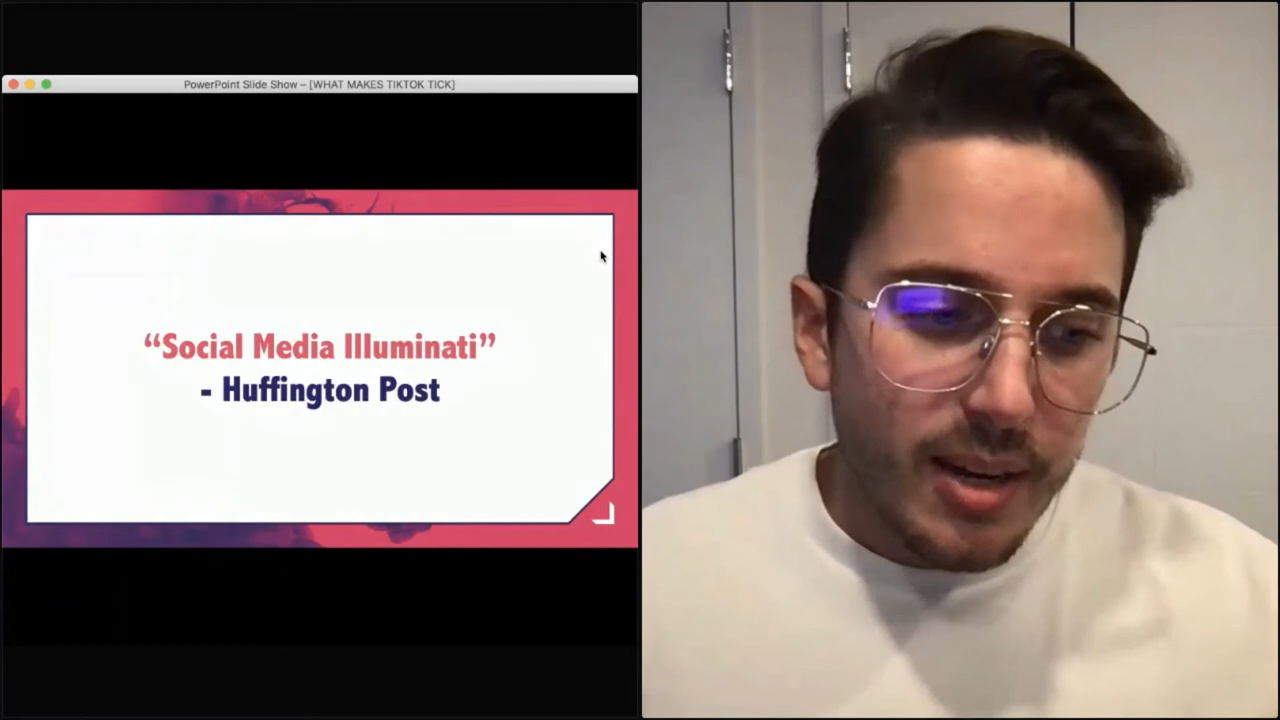 PowerPoint Slide Show – [WHAT MAKES TIKTOK TICK]
“Social Media Illuminati”
- Huffington Post